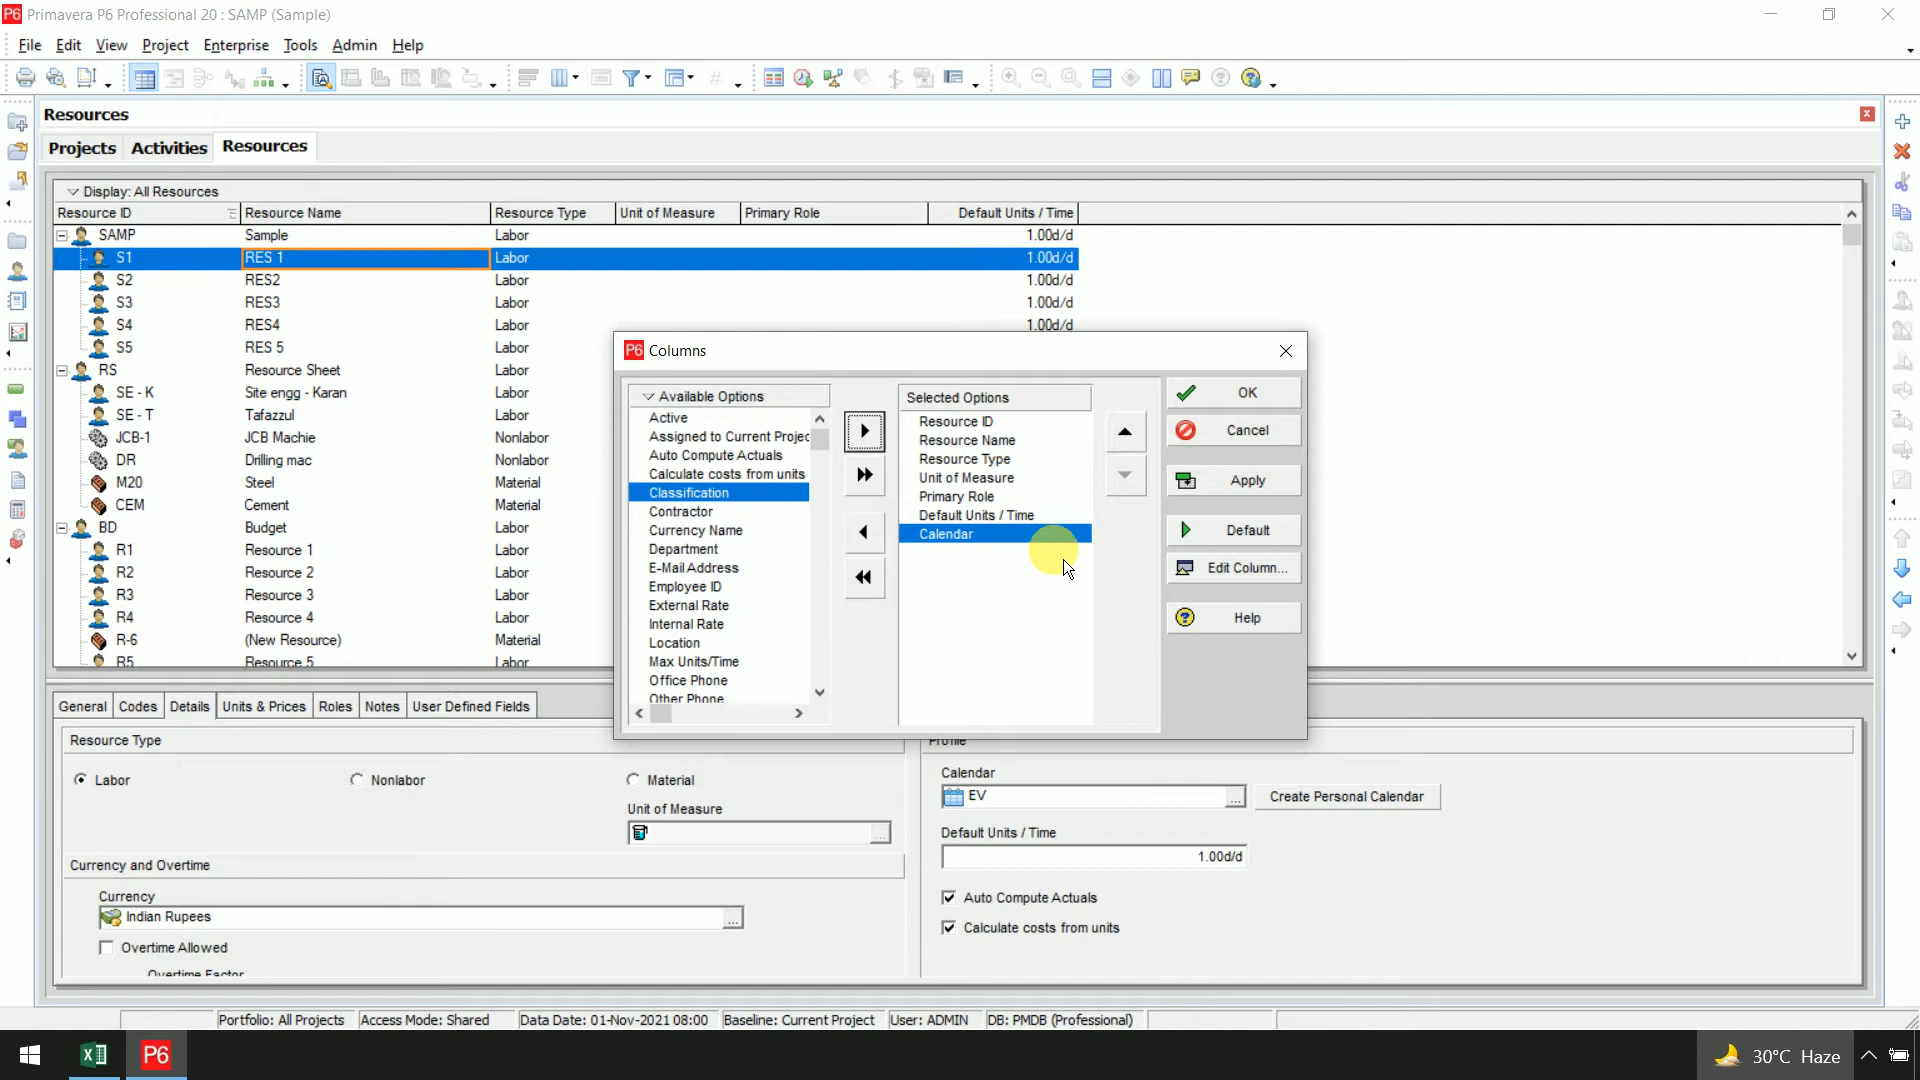 P6 Primavera P6 Professional 20 : SAMP (Sample)
File Edit View Project Enterprise Tools Admin Help
Resources
Projects Activities Resources
Display: All Resources
Resource ID Resource Name Resource Type Unit of Measure Primary Role Default Units / Time
SAMP Sample Labor 1.00d/d
S1 RES 1 Labor 1.00d/d
S2 RES2 Labor 1.00d/d
S3 RES3 Labor 1.00d/d
S4 RES4 Labor 1.00d/d
S5 RES 5 Labor
RS Resource Sheet Labor
SE - K Site engg - Karan Labor
SE - T Tafazzul Labor
JCB-1 JCB Machie Nonlabor
DR Drilling mac Nonlabor
M20 Steel Material
CEM Cement Material
BD Budget Labor
R1 Resource 1 Labor
R2 Resource 2 Labor
R3 Resource 3 Labor
R4 Resource 4 Labor
R-6 (New Resource) Material
R5 Resource 5 Labor
P6 Columns
Available Options
Active
Assigned to Current Projec
Auto Compute Actuals
Calculate costs from units
Classification
Contractor
Currency Name
Department
E-Mail Address
Employee ID
External Rate
Internal Rate
Location
Max Units/Time
Office Phone
Other Phone
Selected Options
Resource ID
Resource Name
Resource Type
Unit of Measure
Primary Role
Default Units / Time
Calendar
OK
Cancel
Apply
Default
Edit Column...
Help
General Codes Details Units & Prices Roles Notes User Defined Fields
Resource Type
Labor Nonlabor Material
Unit of Measure
Currency and Overtime
Currency
Indian Rupees
Overtime Allowed
Overtime Factor
Profile
Calendar
EV
Create Personal Calendar
Default Units / Time
1.00d/d
Auto Compute Actuals
Calculate costs from units
Portfolio: All Projects Access Mode: Shared Data Date: 01-Nov-2021 08:00 Baseline: Current Project User: ADMIN DB: PMDB (Professional)
P6
30°C Haze